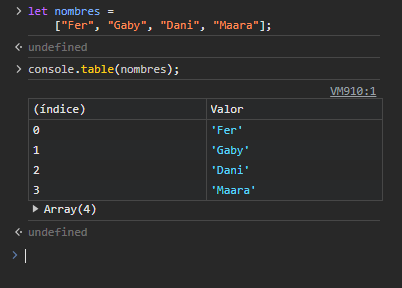 let nombres =
["Fer", "Gaby", "Dani", "Maara"];
undefined
console.table(nombres);
VM910:1
(índice) Valor
0 'Fer'
1 'Gaby'
2 'Dani'
3 'Maara'
Array(4)
undefined